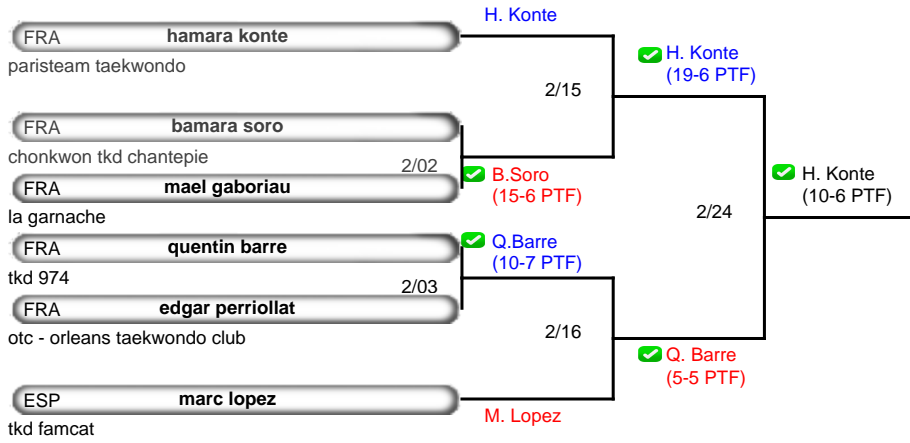 H. Konte
FRA hamara konte
paristeam taekwondo
H. Konte
(19-6 PTF)
2/15
FRA bamara soro
chonkwon tkd chantepie
2/02
FRA mael gaboriau
la garnache
B.Soro
(15-6 PTF)
H. Konte
(10-6 PTF)
2/24
FRA quentin barre
tkd 974
Q.Barre
(10-7 PTF)
2/03
FRA edgar perriollat
otc - orleans taekwondo club
2/16
Q. Barre
(5-5 PTF)
ESP marc lopez
tkd famcat
M. Lopez